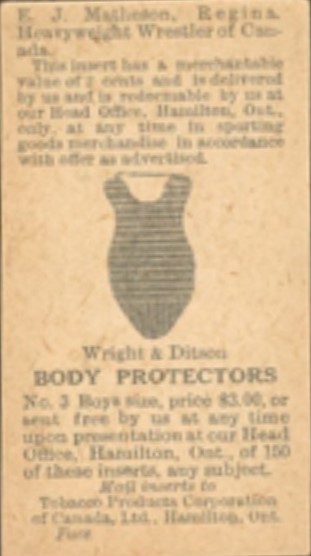 E. J. Matheson, Regina.
Heavyweight Wrestler of Can-
ada.
This insert has a merchantable
value of 2 cents and is delivered
by us and is redeemable by us at
our Head Office, Hamilton, Ont.,
only, at any time in sporting
goods merchandise in accordance
with offer as advertised.
Wright & Ditson
BODY PROTECTORS
No. 3 Boys size, price $3.00, or
sent free by us at any time
upon presentation at our Head
Office, Hamilton, Ont., of 150
of these inserts, any subject.
Mail inserts to
Tobacco Products Corporation
of Canada, Ltd., Hamilton, Ont.